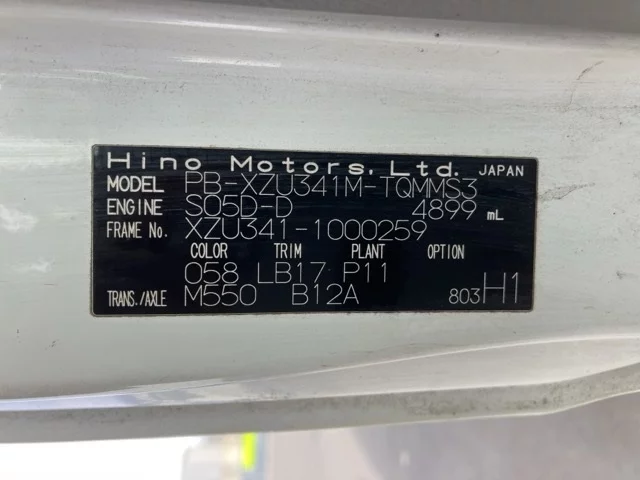 Hino Motors, Ltd. JAPAN
MODEL PB-XZU341M-TQMMS3
ENGINE S05D-D 4899 mL
FRAME No. XZU341-1000259
COLOR TRIM PLANT OPTION
058 LB17 P11
TRANS./AXLE M550 B12A 803H1